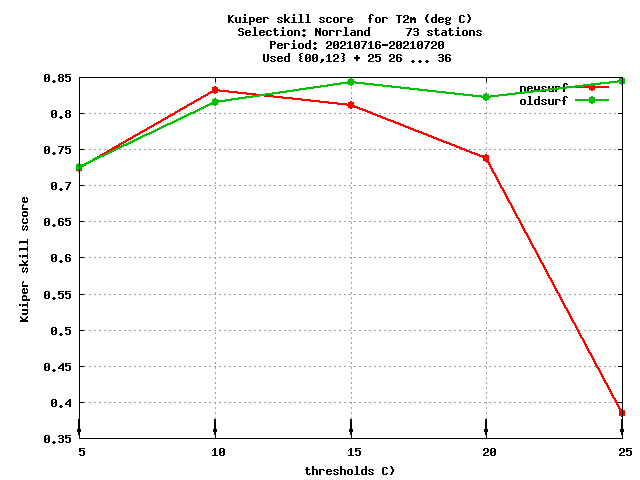 Kuiper skill score  for T2m (deg C)
Selection: Norrland     73 stations
Period: 20210716-20210720
Used {00,12} + 25 26 ... 36
0.85
0.8
0.75
0.7
0.65
0.6
0.55
0.5
0.45
0.4
0.35
Kuiper skill score
newsurf
oldsurf
5 10 15 20 25
thresholds C)